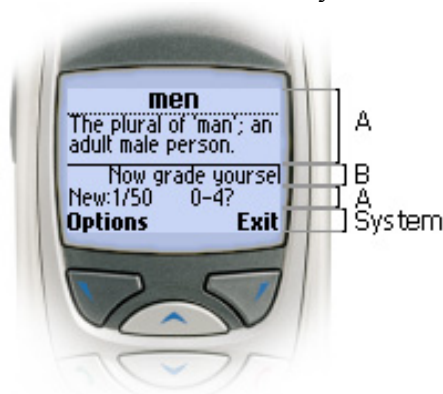 men
The plural of 'man'; an
adult male person.
Now grade yoursel
New:1/50 0-4?
Options Exit
A
B
A
System